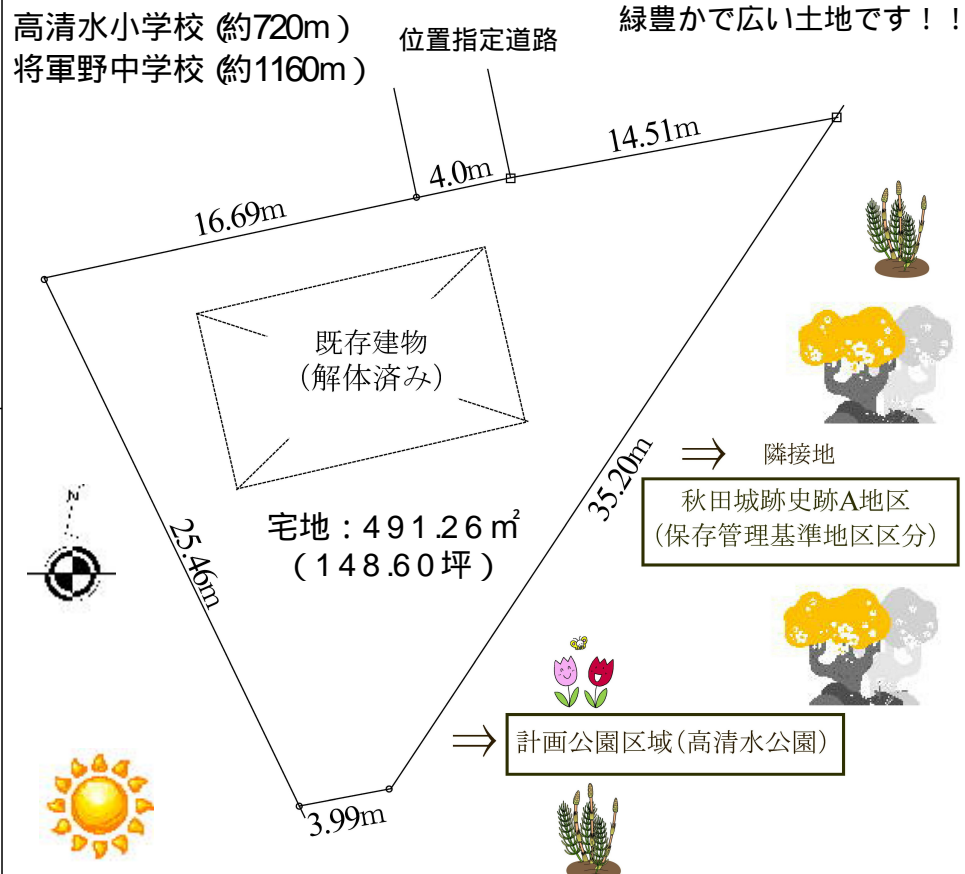 高清水小学校 (約720m)
将軍野中学校 (約1160m)
位置指定道路
緑豊かで広い土地です!!
14.51m
4.0m
16.69m
既存建物
(解体済み)
35.20m
⇒ 隣接地
秋田城跡史跡A地区
(保存管理基準地区区分)
N
25.46m
宅地:491.26㎡
(148.60坪)
⇒ 計画公園区域(高清水公園)
3.99m